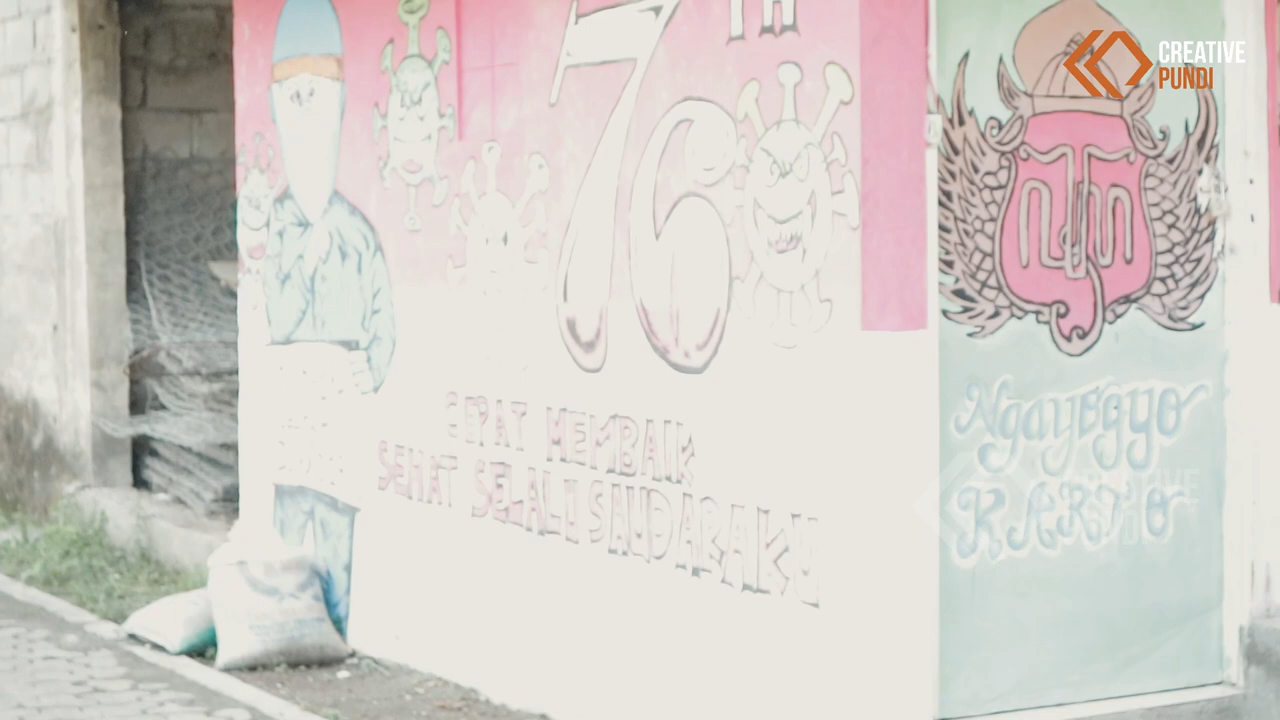 76
TH
CEPAT MEMBAIK
SEHAT SELALU SAUDARAKU
Ngayogyo
KARTO
CREATIVE
PUNDI